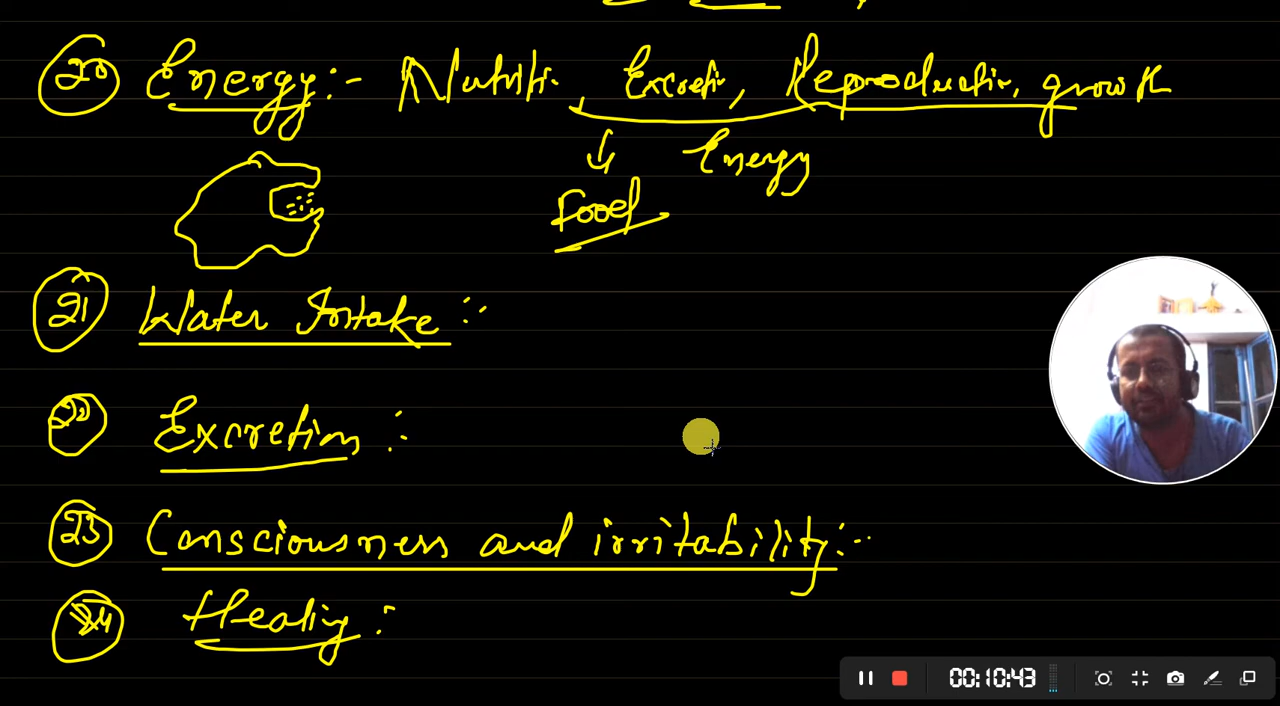 20 Energy:- Nutriti, Excreti, Reproductin, growth
Energy
food
21 Water Intake :-
22 Excretion :
23 Consciousness and irritability:-
24 Healing :
00:10:43